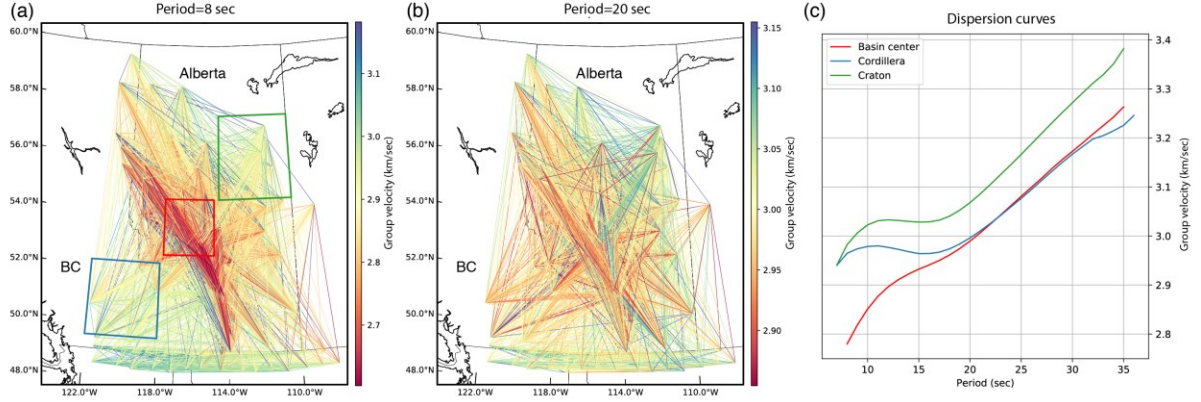 (a)
Period=8 sec
60.0°N
58.0°N
56.0°N
54.0°N
52.0°N
50.0°N
48.0°N
122.0°W
118.0°W
114.0°W
110.0°W
Alberta
BC
3.1
3.0
2.9
2.8
2.7
Group velocity (km/sec)
(b)
Period=20 sec
60.0°N
58.0°N
56.0°N
54.0°N
52.0°N
50.0°N
48.0°N
122.0°W
118.0°W
114.0°W
110.0°W
Alberta
BC
3.15
3.10
3.05
3.00
2.95
2.90
Group velocity (km/sec)
(c)
Dispersion curves
Basin center
Cordillera
Craton
3.4
3.3
3.2
3.1
3.0
2.9
2.8
Group velocity (km/sec)
10
15
20
25
30
35
Period (sec)